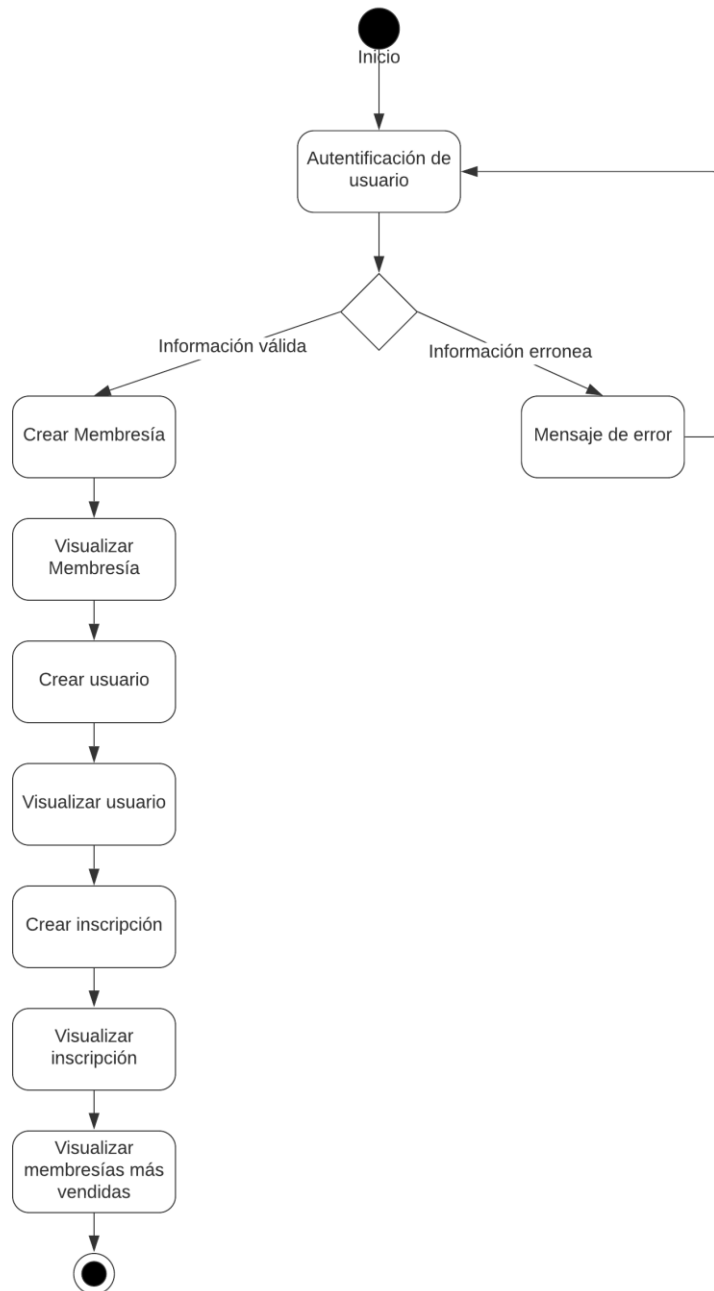 Inicio
Autentificación de
usuario
Información válida
Información erronea
Crear Membresía
Mensaje de error
Visualizar
Membresía
Crear usuario
Visualizar usuario
Crear inscripción
Visualizar
inscripción
Visualizar
membresías más
vendidas